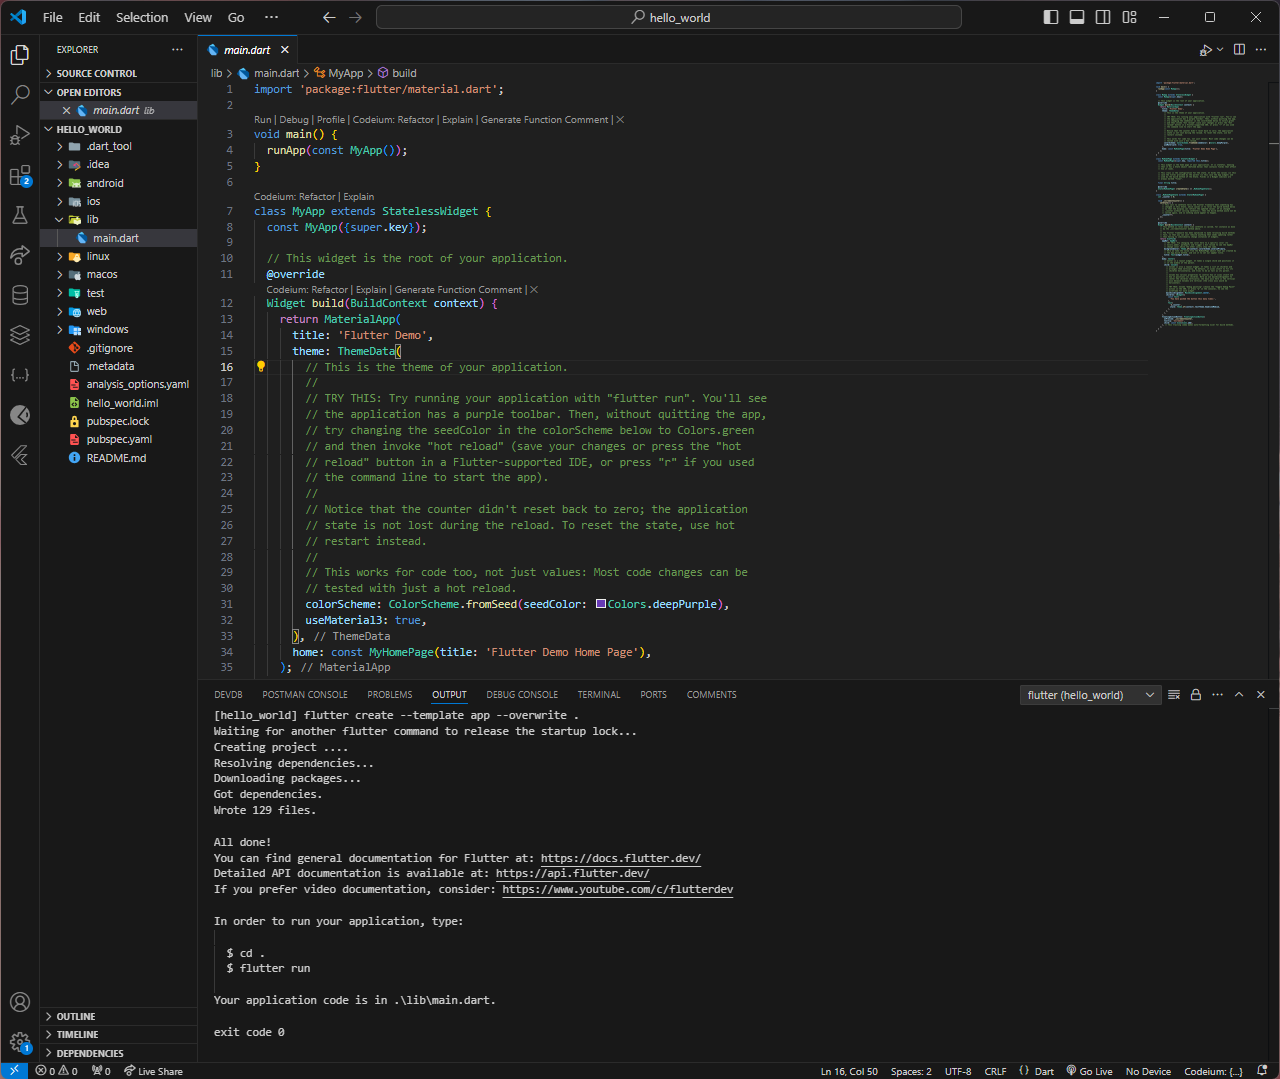 File Edit Selection View Go ··· hello_world
EXPLORER ···
SOURCE CONTROL
OPEN EDITORS
main.dart lib
HELLO_WORLD
.dart_tool
.idea
android
ios
lib
main.dart
linux
macos
test
web
windows
.gitignore
.metadata
analysis_options.yaml
hello_world.iml
pubspec.lock
pubspec.yaml
README.md
OUTLINE
TIMELINE
DEPENDENCIES
2
1
main.dart
lib > main.dart > MyApp > build
1 import 'package:flutter/material.dart';
2
Run | Debug | Profile | Codeium: Refactor | Explain | Generate Function Comment | ×
3 void main() {
4 runApp(const MyApp());
5 }
6
Codeium: Refactor | Explain
7 class MyApp extends StatelessWidget {
8 const MyApp({super.key});
9
10 // This widget is the root of your application.
11 @override
Codeium: Refactor | Explain | Generate Function Comment | ×
12 Widget build(BuildContext context) {
13 return MaterialApp(
14 title: 'Flutter Demo',
15 theme: ThemeData(
16 // This is the theme of your application.
17 //
18 // TRY THIS: Try running your application with "flutter run". You'll see
19 // the application has a purple toolbar. Then, without quitting the app,
20 // try changing the seedColor in the colorScheme below to Colors.green
21 // and then invoke "hot reload" (save your changes or press the "hot
22 // reload" button in a Flutter-supported IDE, or press "r" if you used
23 // the command line to start the app).
24 //
25 // Notice that the counter didn't reset back to zero; the application
26 // state is not lost during the reload. To reset the state, use hot
27 // restart instead.
28 //
29 // This works for code too, not just values: Most code changes can be
30 // tested with just a hot reload.
31 colorScheme: ColorScheme.fromSeed(seedColor: Colors.deepPurple),
32 useMaterial3: true,
33 ), // ThemeData
34 home: const MyHomePage(title: 'Flutter Demo Home Page'),
35 ); // MaterialApp
DEVDB POSTMAN CONSOLE PROBLEMS OUTPUT DEBUG CONSOLE TERMINAL PORTS COMMENTS flutter (hello_world)
[hello_world] flutter create --template app --overwrite .
Waiting for another flutter command to release the startup lock...
Creating project ....
Resolving dependencies...
Downloading packages...
Got dependencies.
Wrote 129 files.
All done!
You can find general documentation for Flutter at: https://docs.flutter.dev/
Detailed API documentation is available at: https://api.flutter.dev/
If you prefer video documentation, consider: https://www.youtube.com/c/flutterdev
In order to run your application, type:
$ cd .
$ flutter run
Your application code is in .\lib\main.dart.
exit code 0
0 0 0 Live Share Ln 16, Col 50 Spaces: 2 UTF-8 CRLF {} Dart Go Live No Device Codeium: {...}